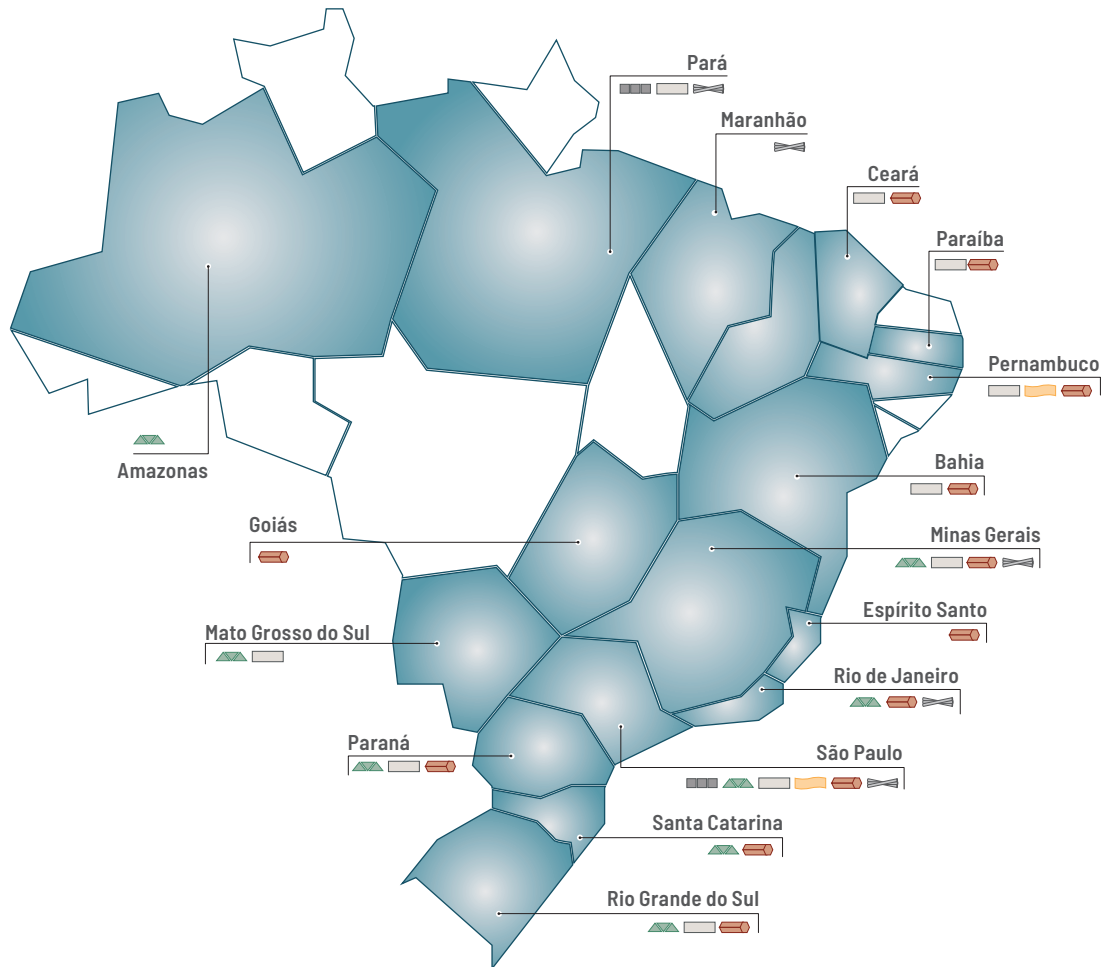 Pará
Maranhão
Ceará
Paraíba
Pernambuco
Amazonas
Bahia
Goiás
Minas Gerais
Espírito Santo
Mato Grosso do Sul
Rio de Janeiro
Paraná
São Paulo
Santa Catarina
Rio Grande do Sul